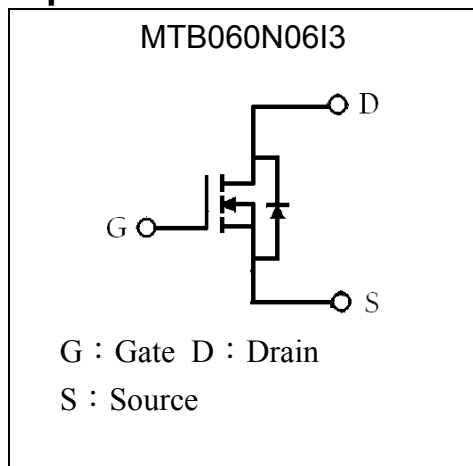 MTB060N06I3
D
G
S
G：Gate D：Drain
S：Source